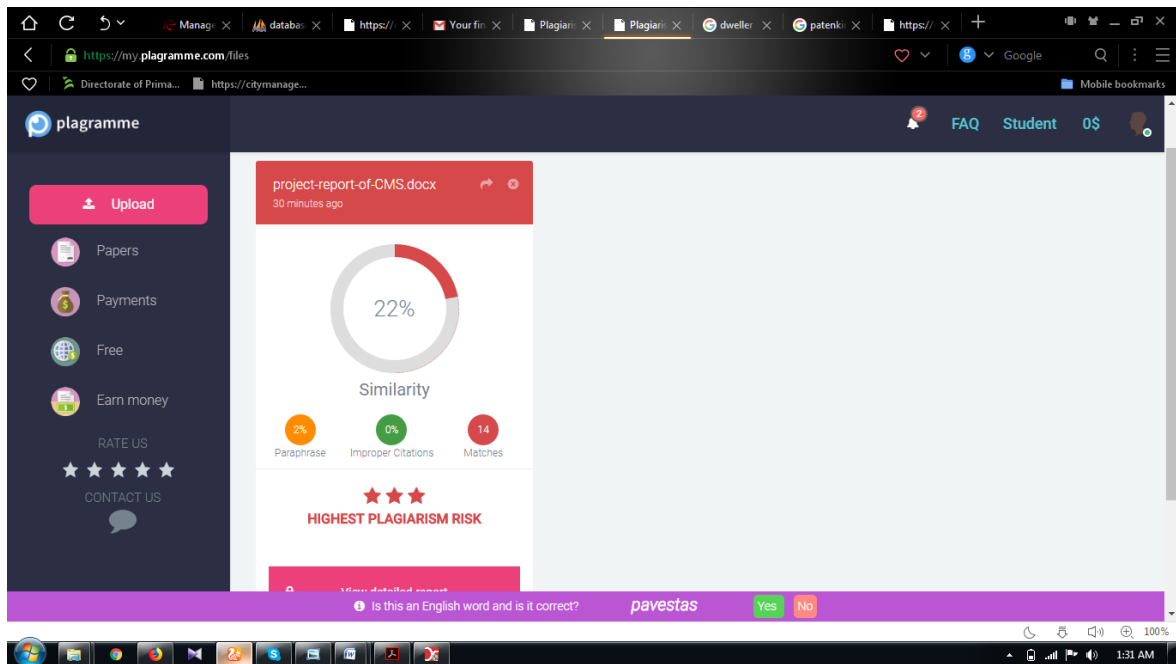 Manage
databas
https://
Your fin
Plagiaris
Plagiaris
dweller
patenki
https://
https://my.plagramme.com/files
Google
Directorate of Prima...
https://citymanage...
Mobile bookmarks
plagramme
2
FAQ
Student
0$
project-report-of-CMS.docx
30 minutes ago
Upload
Papers
Payments
Free
Earn money
RATE US
CONTACT US
22%
Similarity
2%
0%
14
Paraphrase
Improper Citations
Matches
HIGHEST PLAGIARISM RISK
View detailed report
Is this an English word and is it correct?
pavestas
Yes
No
100%
1:31 AM